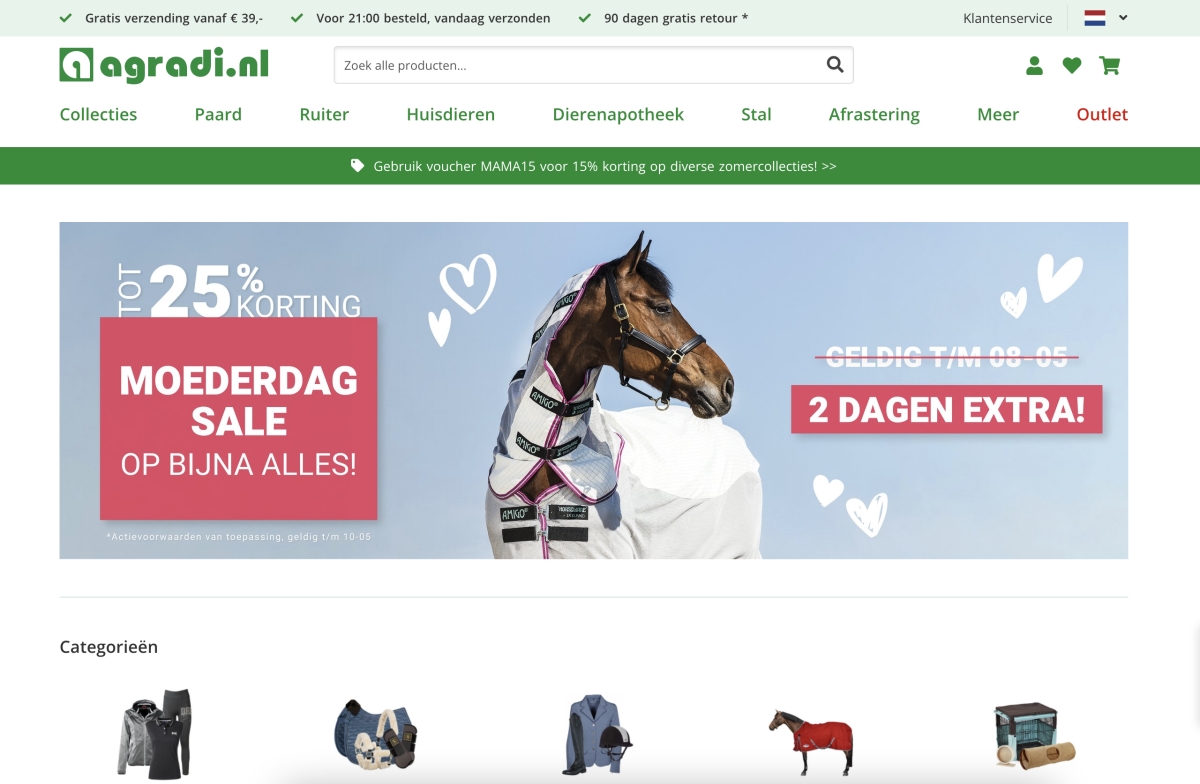 Gratis verzending vanaf € 39,-
Voor 21:00 besteld, vandaag verzonden
90 dagen gratis retour *
Klantenservice
agradi.nl
Zoek alle producten...
Collecties
Paard
Ruiter
Huisdieren
Dierenapotheek
Stal
Afrastering
Meer
Outlet
Gebruik voucher MAMA15 voor 15% korting op diverse zomercollecties! >>
TOT 25% KORTING
MOEDERDAG
SALE
OP BIJNA ALLES!
*Actievoorwaarden van toepassing, geldig t/m 10-05
AMIGO
AMIGO
AMIGO
AMIGO
GELDIG T/M 08-05
2 DAGEN EXTRA!
Categorieën